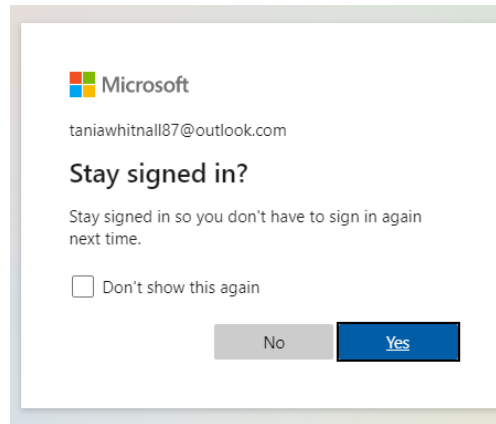 Microsoft
taniawhitnall87@outlook.com
Stay signed in?
Stay signed in so you don't have to sign in again
next time.
Don't show this again
No
Yes